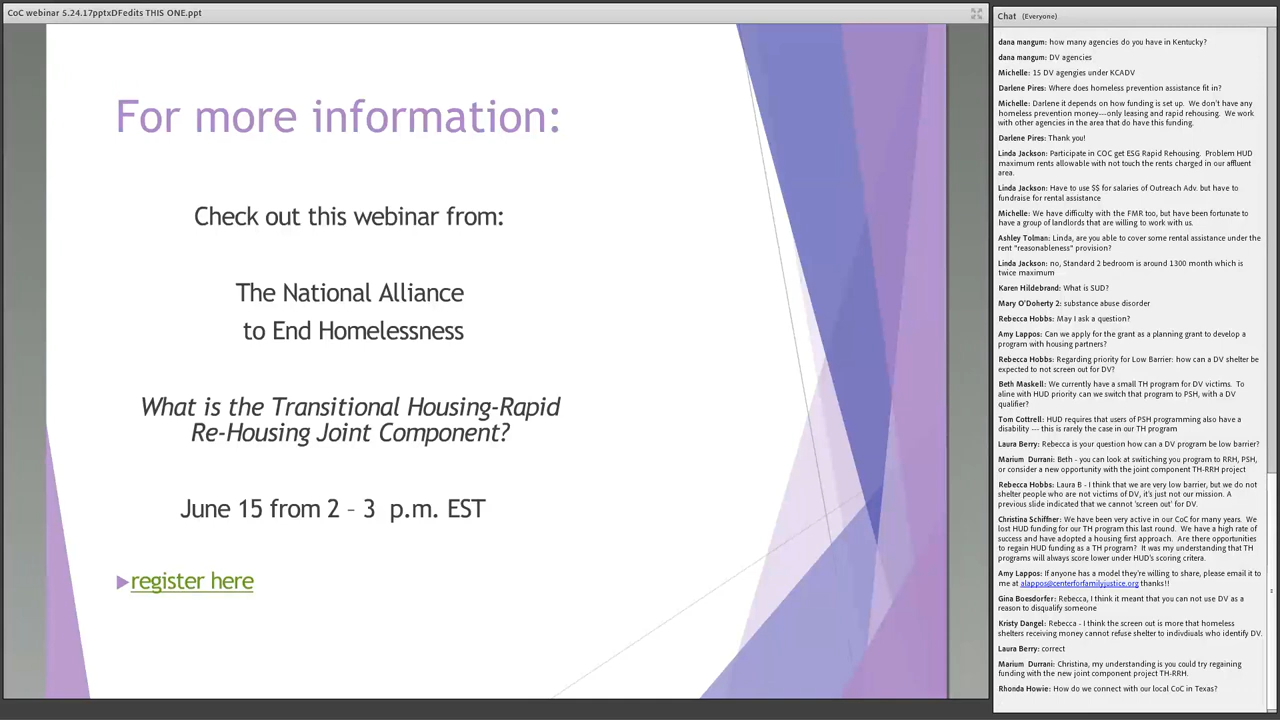 CoC webinar 5.24.17pptxDFedits THIS ONE.ppt
For more information:
Check out this webinar from:
The National Alliance
to End Homelessness
What is the Transitional Housing-Rapid
Re-Housing Joint Component?
June 15 from 2 – 3 p.m. EST
register here
Chat (Everyone)
dana mangum: how many agencies do you have in Kentucky?
dana mangum: DV agencies
Michelle: 15 DV agengies under KCADV
Darlene Pires: Where does homeless prevention assistance fit in?
Michelle: Darlene it depends on how funding is set up. We don't have any
homeless prevention money---only leasing and rapid rehousing. We work
with other agencies in the area that do have this funding.
Darlene Pires: Thank you!
Linda Jackson: Participate in COC get ESG Rapid Rehousing. Problem HUD
maximum rents allowable with not touch the rents charged in our affluent
area.
Linda Jackson: Have to use $$ for salaries of Outreach Adv. but have to
fundraise for rental assistance
Michelle: We have difficulty with the FMR too, but have been fortunate to
have a group of landlords that are willing to work with us.
Ashley Tolman: Linda, are you able to cover some rental assistance under the
rent "reasonableness" provision?
Linda Jackson: no, Standard 2 bedroom is around 1300 month which is
twice maximum
Karen Hildebrand: What is SUD?
Mary O'Doherty 2: substance abuse disorder
Rebecca Hobbs: May I ask a question?
Amy Lappos: Can we apply for the grant as a planning grant to develop a
program with housing partners?
Rebecca Hobbs: Regarding priority for Low Barrier: how can a DV shelter be
expected to not screen out for DV?
Beth Maskell: We currently have a small TH program for DV victims. To
aline with HUD priority can we switch that program to PSH, with a DV
qualifier?
Tom Cottrell: HUD requires that users of PSH programming also have a
disability --- this is rarely the case in our TH program
Laura Berry: Rebecca is your question how can a DV program be low barrier?
Marium Durrani: Beth - you can look at switiching you program to RRH, PSH,
or consider a new opportunity with the joint component TH-RRH project
Rebecca Hobbs: Laura B - I think that we are very low barrier, but we do not
shelter people who are not victims of DV, it's just not our mission. A
previous slide indicated that we cannot 'screen out' for DV.
Christina Schiffner: We have been very active in our CoC for many years. We
lost HUD funding for our TH program this last round. We have a high rate of
success and have adopted a housing first approach. Are there opportunities
to regain HUD funding as a TH program? It was my understanding that TH
programs will always score lower under HUD's scoring critera.
Amy Lappos: If anyone has a model they're willing to share, please email it to
me at alappos@centerforfamilyjustice.org thanks!!
Gina Boesdorfer: Rebecca, I think it meant that you can not use DV as a
reason to disqualify someone
Kristy Dangel: Rebecca - I think the screen out is more that homeless
shelters receiving money cannot refuse shelter to indivdiuals who identify DV.
Laura Berry: correct
Marium Durrani: Christina, my understanding is you could try regaining
funding with the new joint component project TH-RRH.
Rhonda Howie: How do we connect with our local CoC in Texas?